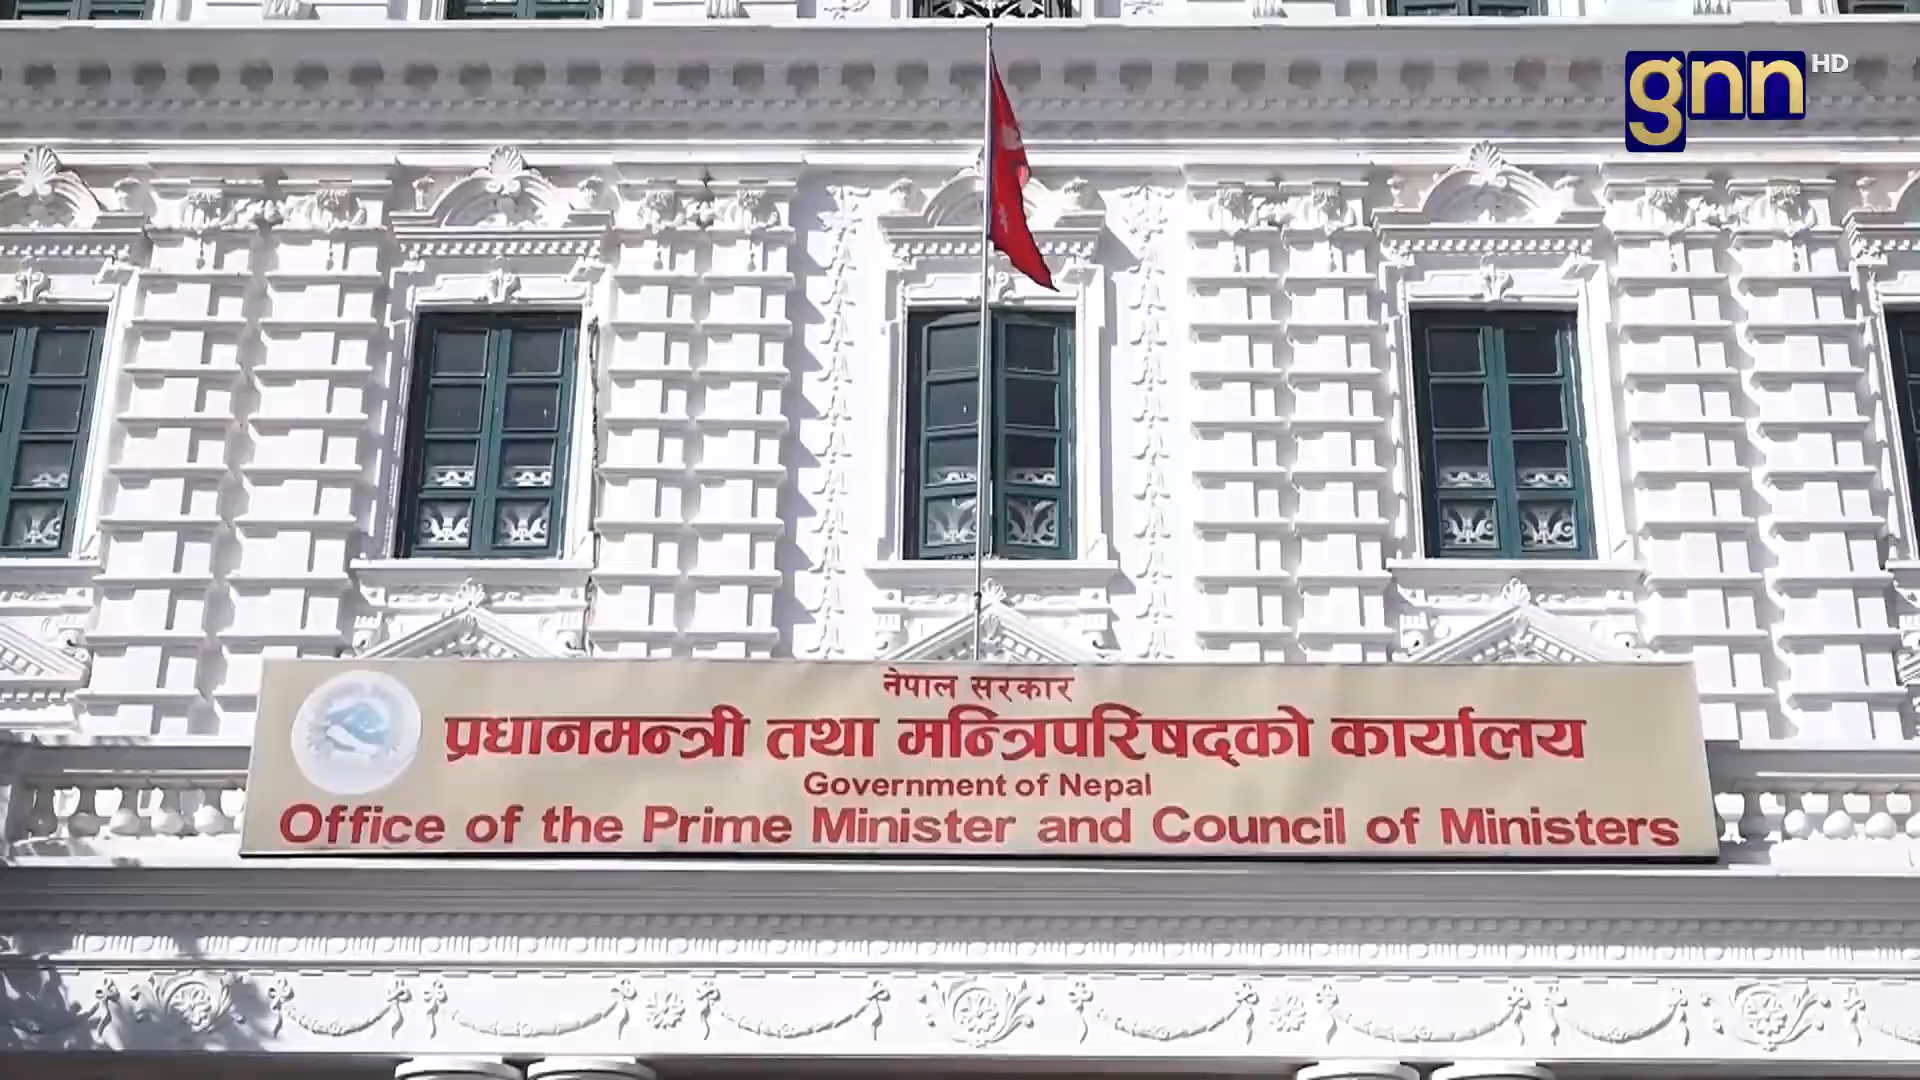 gnn HD
नेपाल सरकार
प्रधानमन्त्री तथा मन्त्रिपरिषद्को कार्यालय
Government of Nepal
Office of the Prime Minister and Council of Ministers